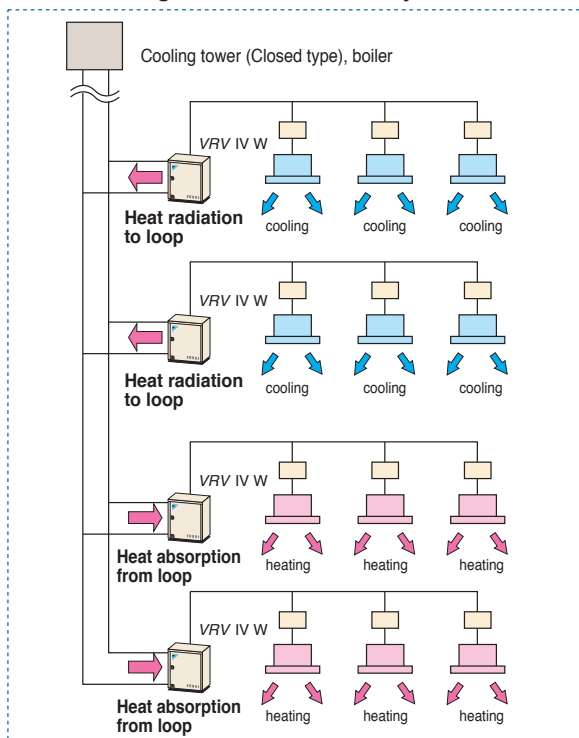 Cooling tower (Closed type), boiler
VRV IV W
Heat radiation
to loop
cooling cooling cooling
VRV IV W
Heat radiation
to loop
cooling cooling cooling
VRV IV W
Heat absorption
from loop
heating heating heating
VRV IV W
Heat absorption
from loop
heating heating heating